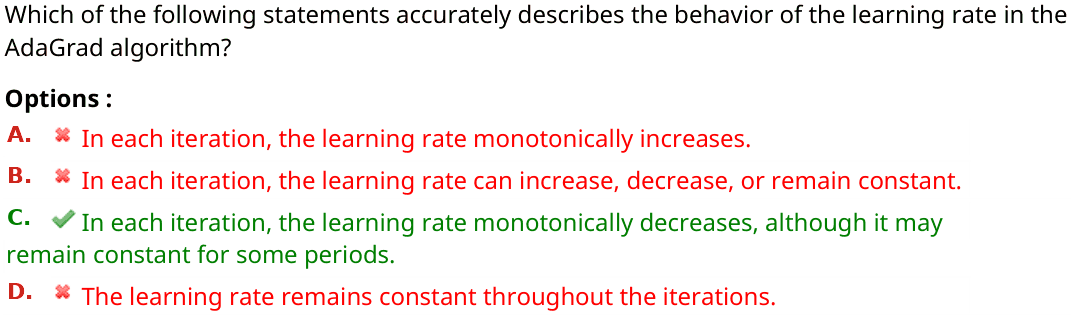 Which of the following statements accurately describes the behavior of the learning rate in the
AdaGrad algorithm?
Options :
A. In each iteration, the learning rate monotonically increases.
B. In each iteration, the learning rate can increase, decrease, or remain constant.
C. In each iteration, the learning rate monotonically decreases, although it may
remain constant for some periods.
D. The learning rate remains constant throughout the iterations.